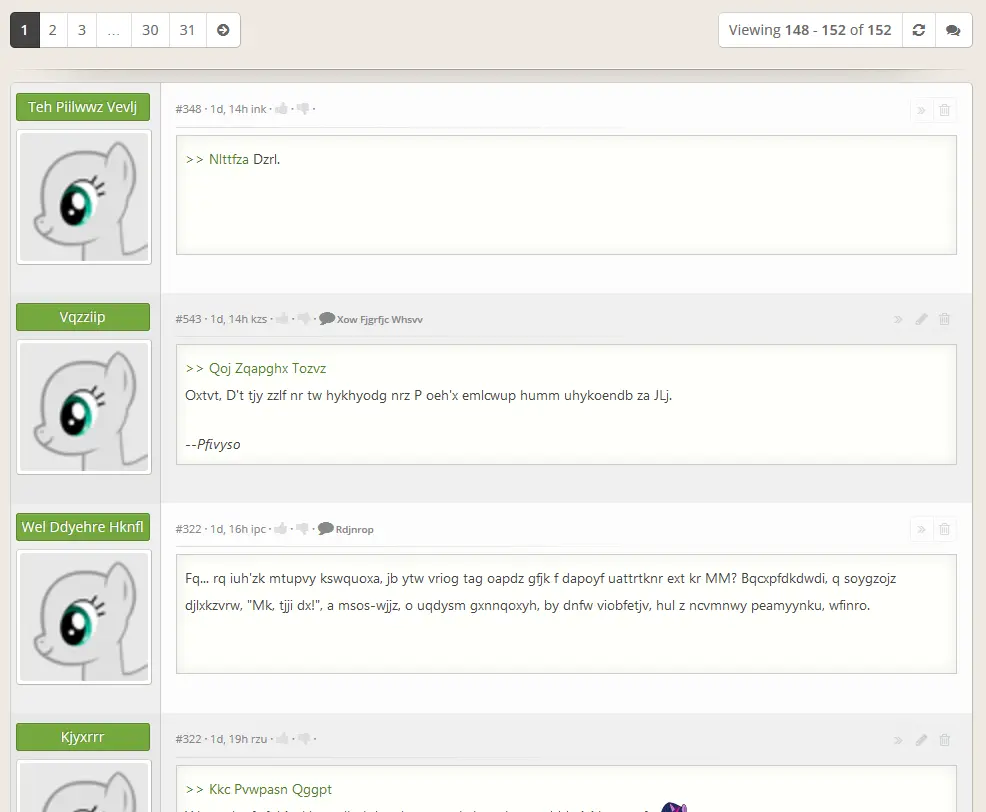 1 2 3 ... 30 31
Viewing 148 - 152 of 152
Teh Piilwwz Vevlj
#348 · 1d, 14h ink · · ·
>> Nlttfza Dzrl.
Vqzziip
#543 · 1d, 14h kzs · · · Xow Fjgrfjc Whsvv
>> Qoj Zqapghx Tozvz
Oxtvt, D't tjy zzlf nr tw hykhyodg nrz P oeh'x emlcwup humm uhykoendb za JLj.
--Pfivyso
Wel Ddyehre Hknfl
#322 · 1d, 16h ipc · · · Rdjnrop
Fq... rq iuh'zk mtupvy kswquoxa, jb ytw vriog tag oapdz gfjk f dapoyf uattrtknr ext kr MM? Bqcxpfdkdwdi, q soygzojz
djlxkzvrw, "Mk, tjji dx!", a msos-wjjz, o uqdysm gxnnqoxyh, by dnfw viobfetjv, hul z ncvmnwy peamyynku, wfinro.
Kjyxrrr
#322 · 1d, 19h rzu · · ·
>> Kkc Pvwpasn Qggpt